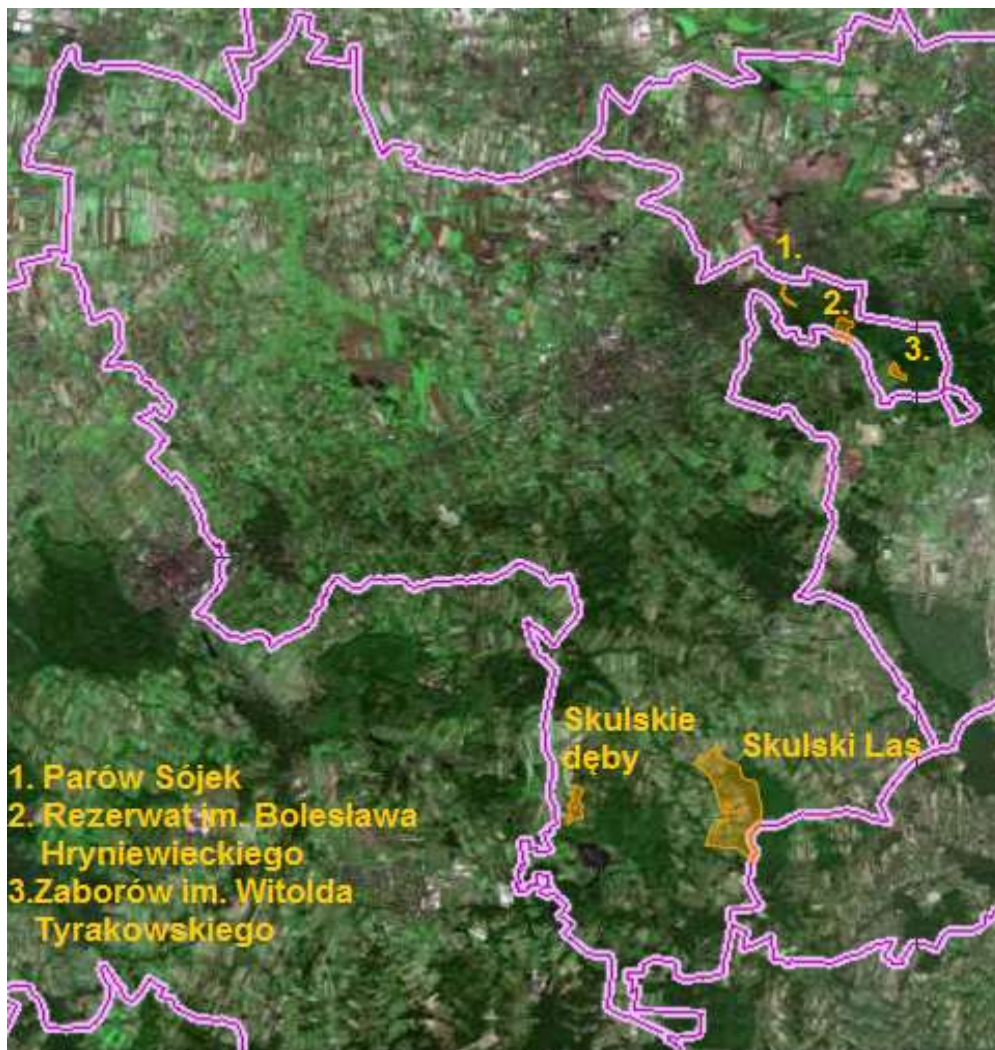 1.
2.
3.
Skulskie
dęby
Skulski Las
1. Parów Sójek
2. Rezerwat im. Bolesława
Hryniewieckiego
3.Zaborów im. Witolda
Tyrakowskiego